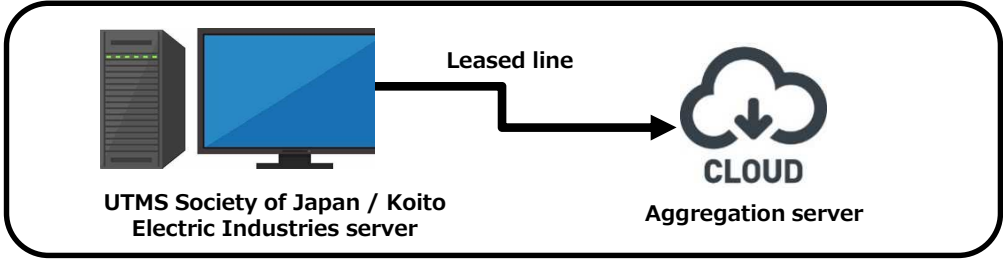 Leased line
CLOUD
UTMS Society of Japan / Koito
Electric Industries server
Aggregation server